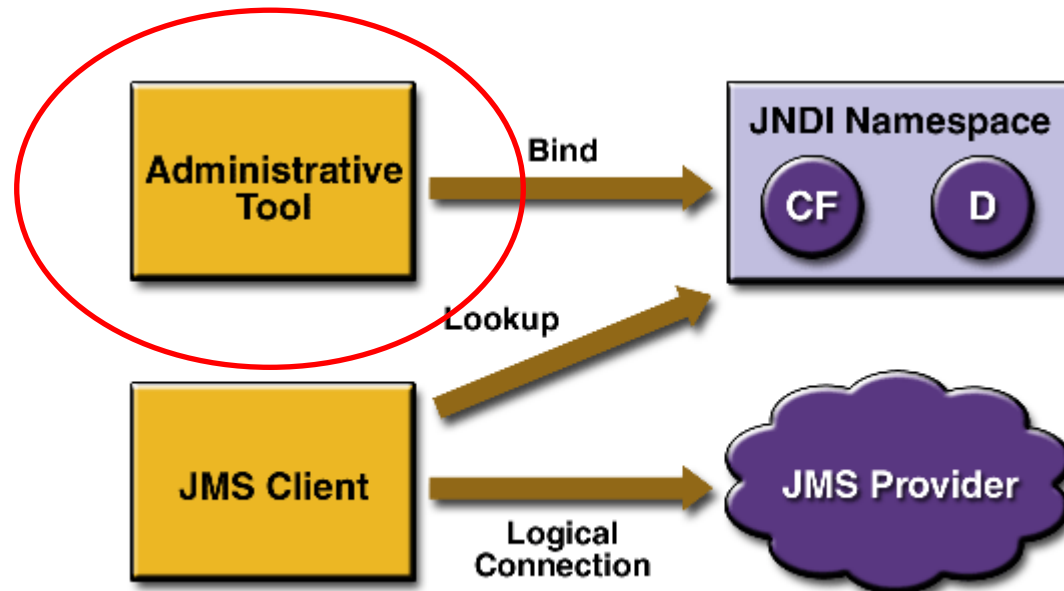 Administrative
Tool
Bind
JNDI Namespace
CF
D
Lookup
JMS Client
Logical
Connection
JMS Provider